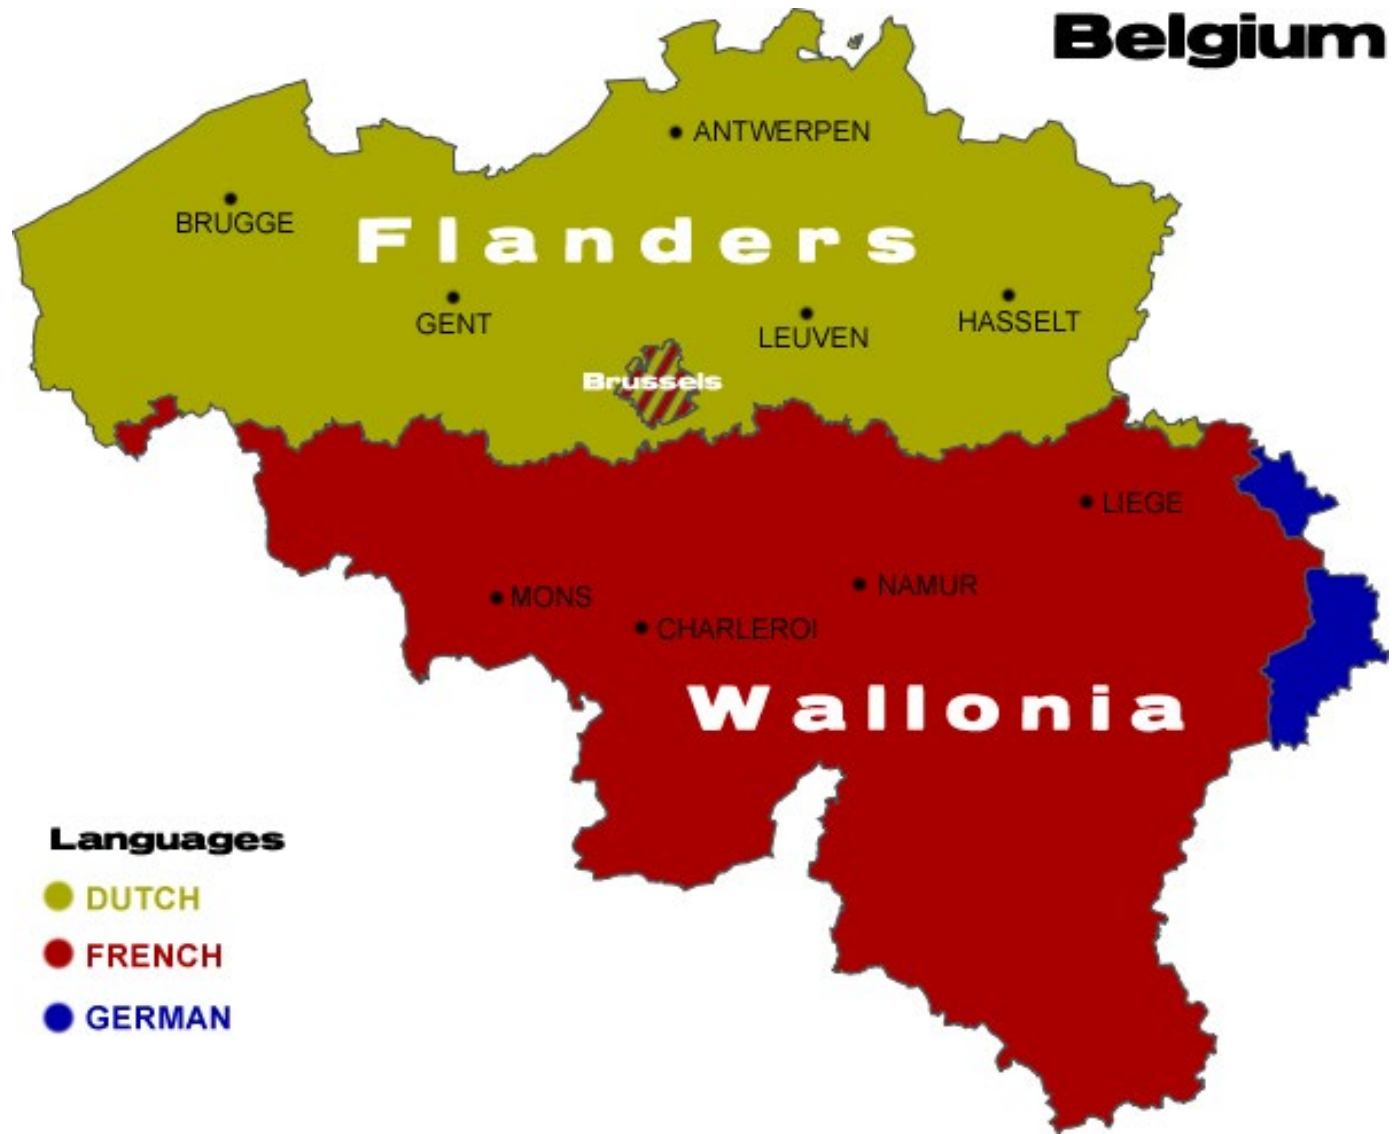 Belgium
ANTWERPEN
BRUGGE
Flanders
GENT
LEUVEN
HASSELT
Brussels
LIEGE
MONS
NAMUR
CHARLEROI
Wallonia
Languages
DUTCH
FRENCH
GERMAN